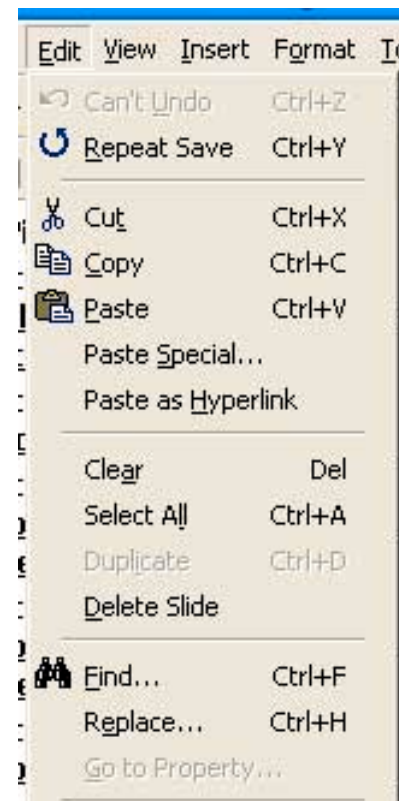 Edit View Insert Format
Can't Undo Ctrl+Z
Repeat Save Ctrl+Y
Cut Ctrl+X
Copy Ctrl+C
Paste Ctrl+V
Paste Special...
Paste as Hyperlink
Clear Del
Select All Ctrl+A
Duplicate Ctrl+D
Delete Slide
Find... Ctrl+F
Replace... Ctrl+H
Go to Property...